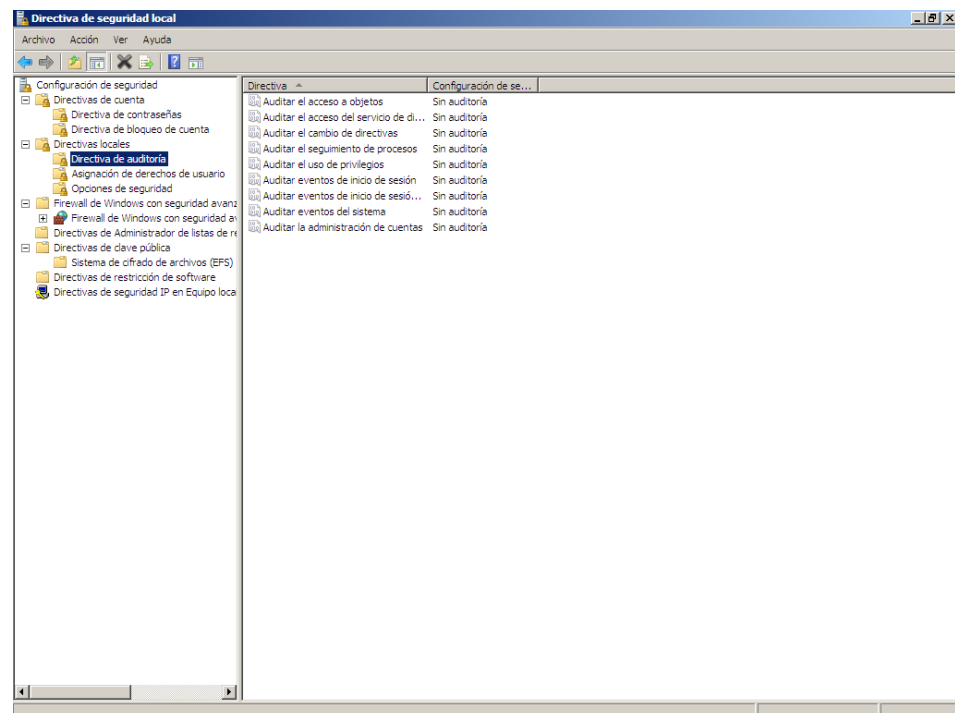 Directiva de seguridad local
Archivo Acción Ver Ayuda
Configuración de seguridad
Directivas de cuenta
Directiva de contraseñas
Directiva de bloqueo de cuenta
Directivas locales
Directiva de auditoría
Asignación de derechos de usuario
Opciones de seguridad
Firewall de Windows con seguridad avanz
Firewall de Windows con seguridad av
Directivas de Administrador de listas de re
Directivas de clave pública
Sistema de cifrado de archivos (EFS)
Directivas de restricción de software
Directivas de seguridad IP en Equipo loca
Directiva Configuración de se...
Auditar el acceso a objetos Sin auditoría
Auditar el acceso del servicio de di... Sin auditoría
Auditar el cambio de directivas Sin auditoría
Auditar el seguimiento de procesos Sin auditoría
Auditar el uso de privilegios Sin auditoría
Auditar eventos de inicio de sesión Sin auditoría
Auditar eventos de inicio de sesió... Sin auditoría
Auditar eventos del sistema Sin auditoría
Auditar la administración de cuentas Sin auditoría